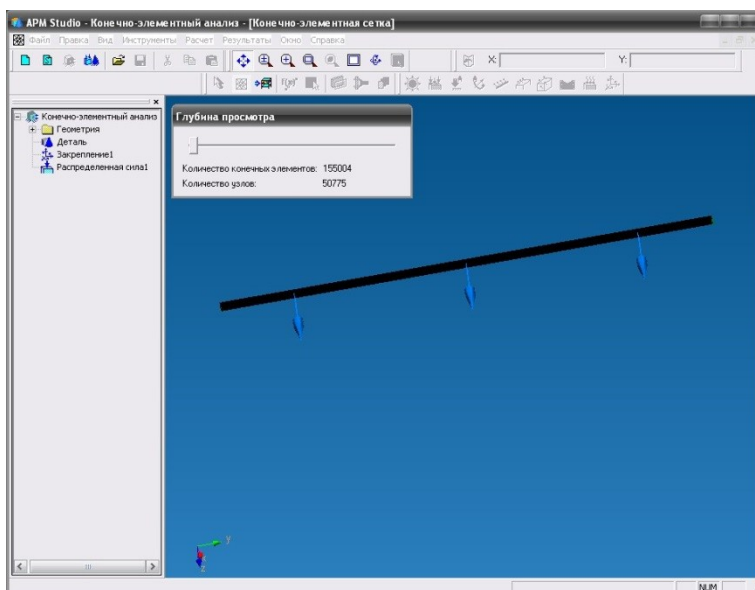 APM Studio - Конечно-элементный анализ - [Конечно-элементная сетка]
Файл Правка Вид Инструменты Расчет Результаты Окно Справка
X: Y:
Конечно-элементный анализ
Геометрия
Деталь
Закрепление1
Распределенная сила1
Глубина просмотра
Количество конечных элементов: 155004
Количество узлов: 50775
Y
Z
NUM